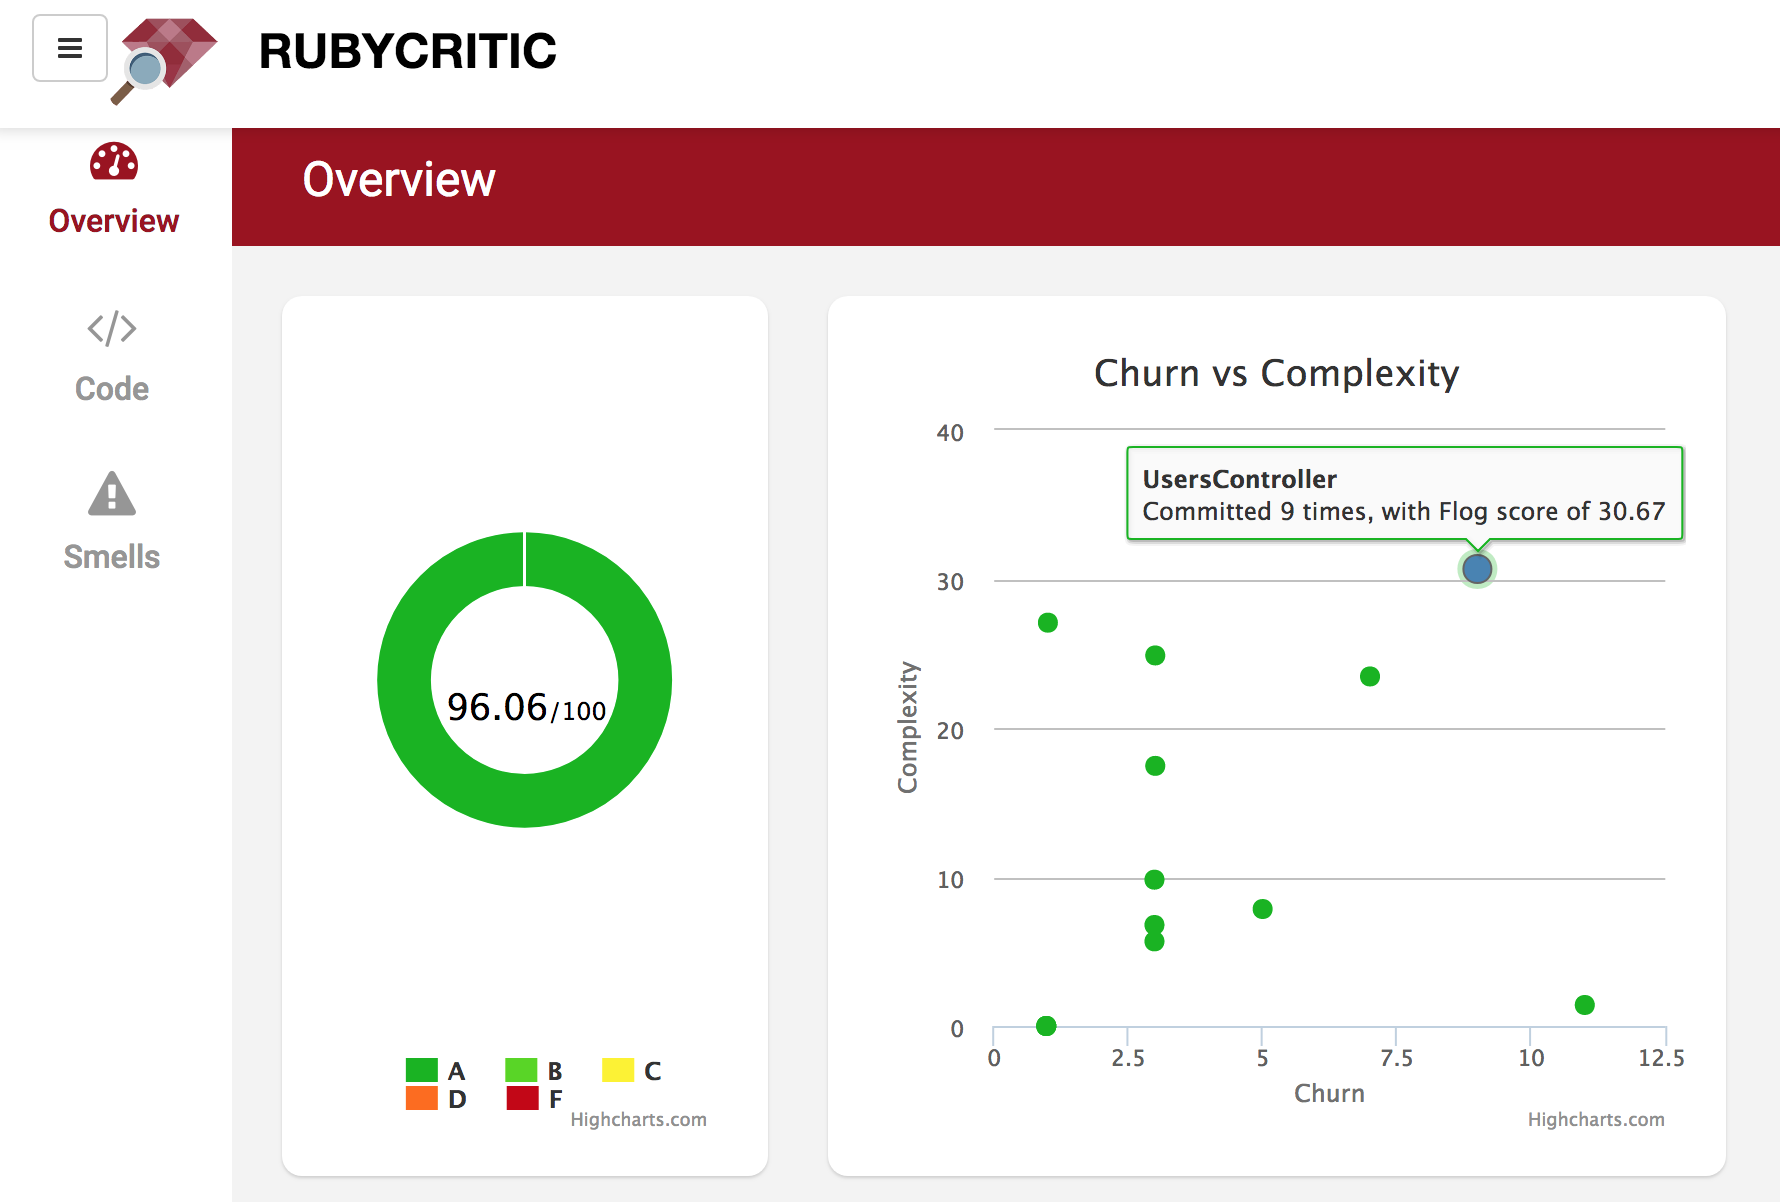 RUBYCRITIC
Overview
Code
Smells
Overview
96.06/100
A B C
D F
Highcharts.com
Churn vs Complexity
40
30
20
10
0
Complexity
UsersController
Committed 9 times, with Flog score of 30.67
0 2.5 5 7.5 10 12.5
Churn
Highcharts.com